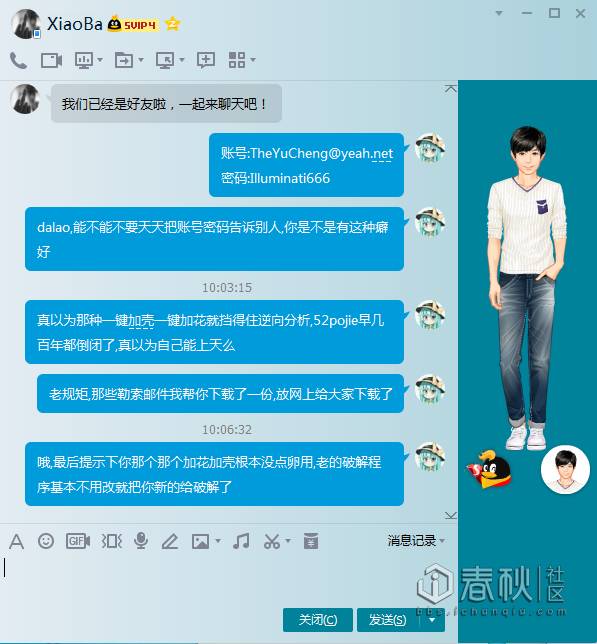 XiaoBa SVIP4
我们已经是好友啦，一起来聊天吧！
账号:TheYuCheng@yeah.net
密码:Illuminati666
dalao,能不能不要天天把账号密码告诉别人,你是不是有这种癖
好
10:03:15
真以为那种一键加壳一键加花就挡得住逆向分析,52pojie早几
百年都倒闭了,真以为自己能上天么
老规矩,那些勒索邮件我帮你下载了一份,放网上给大家下载了
10:06:32
哦,最后提示下你那个那个加花加壳根本没点卵用,老的破解程
序基本不用改就把你新的给破解了
GIF
消息记录
关闭(C) 发送(S)
春秋 社区
bbs.ichunqiu.com